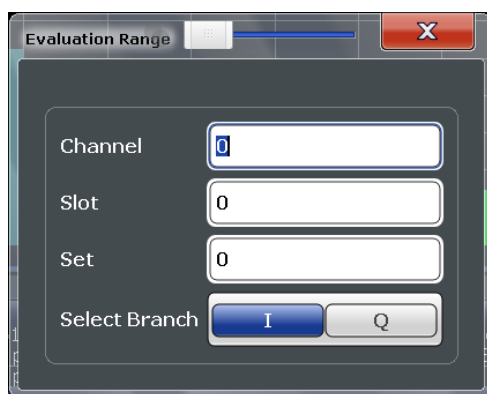 Evaluation Range X
Channel 0
Slot 0
Set 0
Select Branch I Q